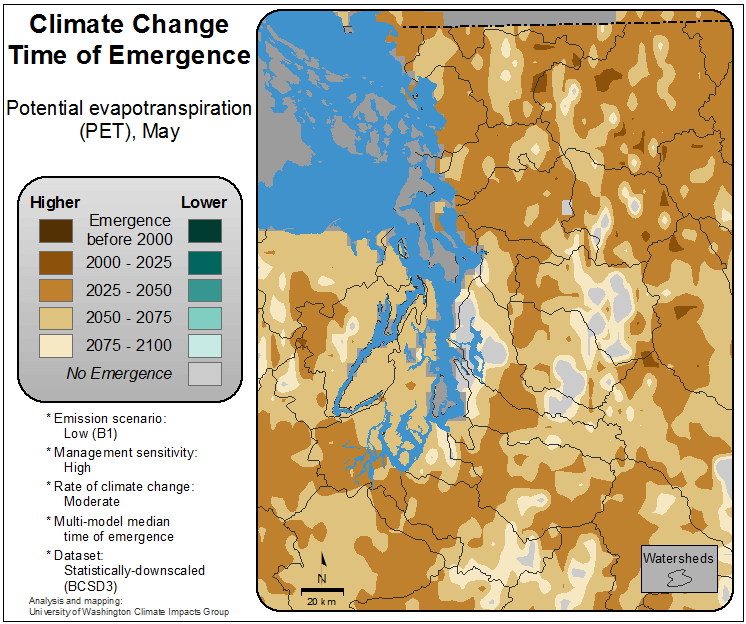 Climate Change
Time of Emergence
Potential evapotranspiration
(PET), May
Higher Lower
Emergence
before 2000
2000 - 2025
2025 - 2050
2050 - 2075
2075 - 2100
No Emergence
* Emission scenario:
Low (B1)
* Management sensitivity:
High
* Rate of climate change:
Moderate
* Multi-model median
time of emergence
* Dataset:
Statistically-downscaled
(BCSD3)
Analysis and mapping:
University of Washington Climate Impacts Group
N
20 km
Watersheds